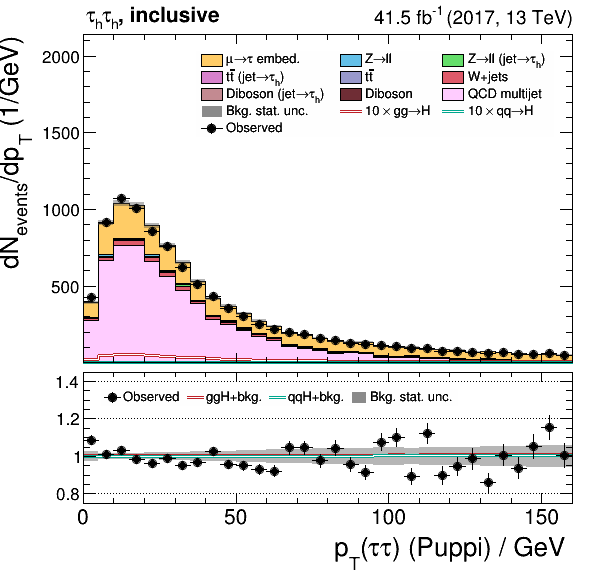 τhτh, inclusive 41.5 fb-1 (2017, 13 TeV)
dNevents/dpT (1/GeV)
2000
1500
1000
500
μ→τ embed. Z→ll Z→ll (jet→τh)
tt̄ (jet→τh) tt̄ W+jets
Diboson (jet→τh) Diboson QCD multijet
Bkg. stat. unc. 10 × gg→H 10 × qq→H
Observed
1.4
1.2
1.0
0.8
Observed ggH+bkg. qqH+bkg. Bkg. stat. unc.
0 50 100 150
pT(ττ) (Puppi) / GeV